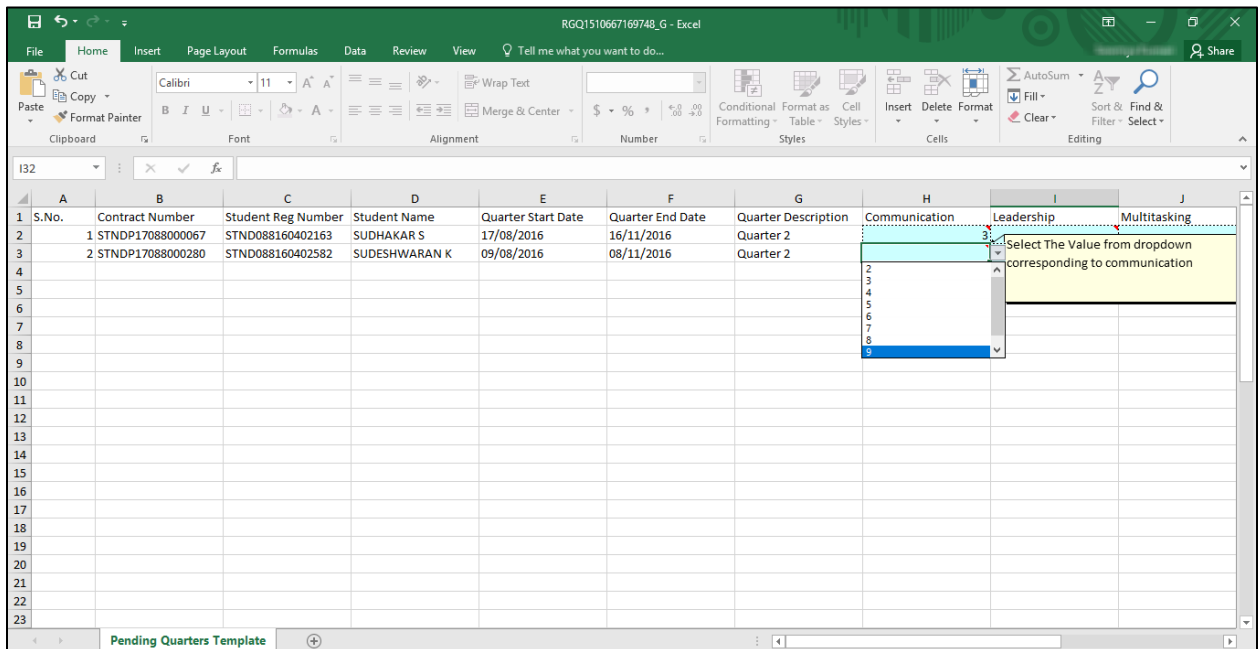 RGQ1510667169748_G - Excel
File Home Insert Page Layout Formulas Data Review View Tell me what you want to do... Share
Paste
Cut
Copy
Format Painter
Clipboard
Calibri 11 A A
B I U A
Font
Wrap Text
Merge & Center
Alignment
$ % , .0 .00 .00 .0
Number
Conditional Formatting
Format as Table
Cell Styles
Styles
Insert Delete Format
Cells
AutoSum
Fill
Clear
Sort & Filter
Find & Select
Editing
I32 fx
A B C D E F G H I J
1 S.No. Contract Number Student Reg Number Student Name Quarter Start Date Quarter End Date Quarter Description Communication Leadership Multitasking
2 1 STNDP17088000067 STND088160402163 SUDHAKAR S 17/08/2016 16/11/2016 Quarter 2 3
3 2 STNDP17088000280 STND088160402582 SUDESHWARAN K 09/08/2016 08/11/2016 Quarter 2
Select The Value from dropdown
corresponding to communication
2
3
4
5
6
7
8
9
4
5
6
7
8
9
10
11
12
13
14
15
16
17
18
19
20
21
22
23
Pending Quarters Template